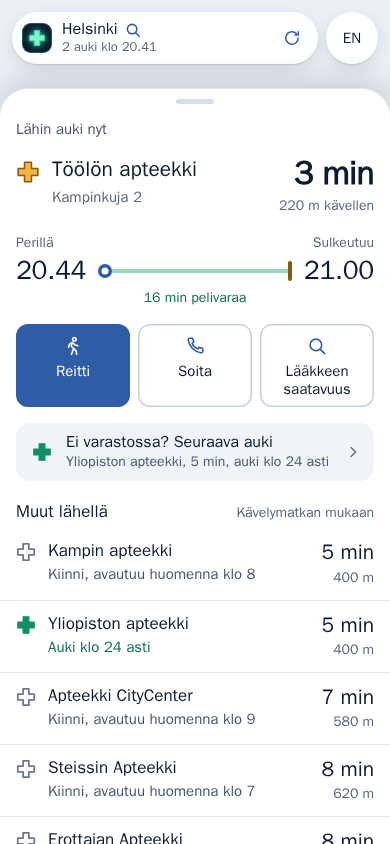 Helsinki
2 auki klo 20.41
EN
Lähin auki nyt
Töölön apteekki
3 min
Kampinkuja 2
220 m kävellen
Perillä
Sulkeutuu
20.44
21.00
16 min pelivaraa
Reitti
Soita
Lääkkeen
saatavuus
Ei varastossa? Seuraava auki
Yliopiston apteekki, 5 min, auki klo 24 asti
Muut lähellä
Kävelymatkan mukaan
Kampin apteekki
5 min
Kiinni, avautuu huomenna klo 8
400 m
Yliopiston apteekki
5 min
Auki klo 24 asti
400 m
Apteekki CityCenter
7 min
Kiinni, avautuu huomenna klo 9
580 m
Steissin Apteekki
8 min
Kiinni, avautuu huomenna klo 7
620 m
Erottajan Apteekki
8 min